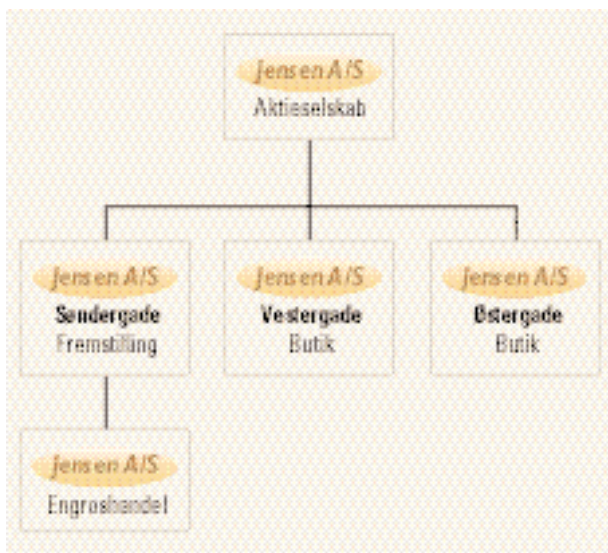 Jensen A/S
Aktieselskab
Jensen A/S
Søndergade
Fremstilling
Jensen A/S
Vestergade
Butik
Jensen A/S
Østergade
Butik
Jensen A/S
Engroshandel